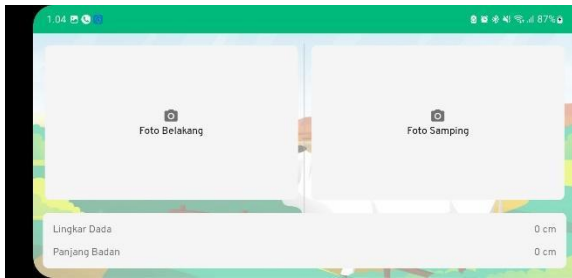 1.04
87%
Foto Belakang
Foto Samping
Lingkar Dada 0 cm
Panjang Badan 0 cm